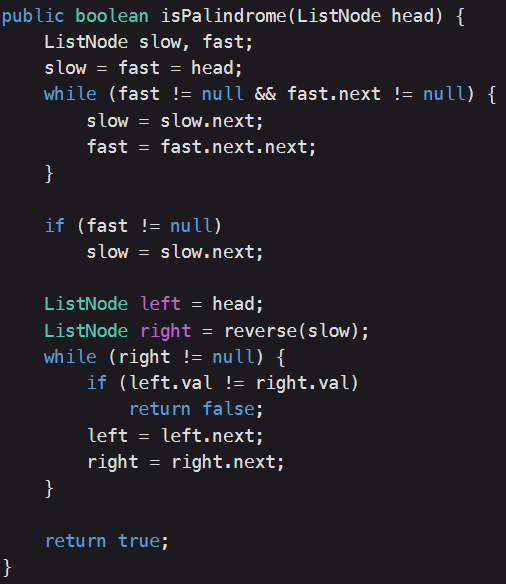 public boolean isPalindrome(ListNode head) {
    ListNode slow, fast;
    slow = fast = head;
    while (fast != null && fast.next != null) {
        slow = slow.next;
        fast = fast.next.next;
    }

    if (fast != null)
        slow = slow.next;

    ListNode left = head;
    ListNode right = reverse(slow);
    while (right != null) {
        if (left.val != right.val)
            return false;
        left = left.next;
        right = right.next;
    }

    return true;
}